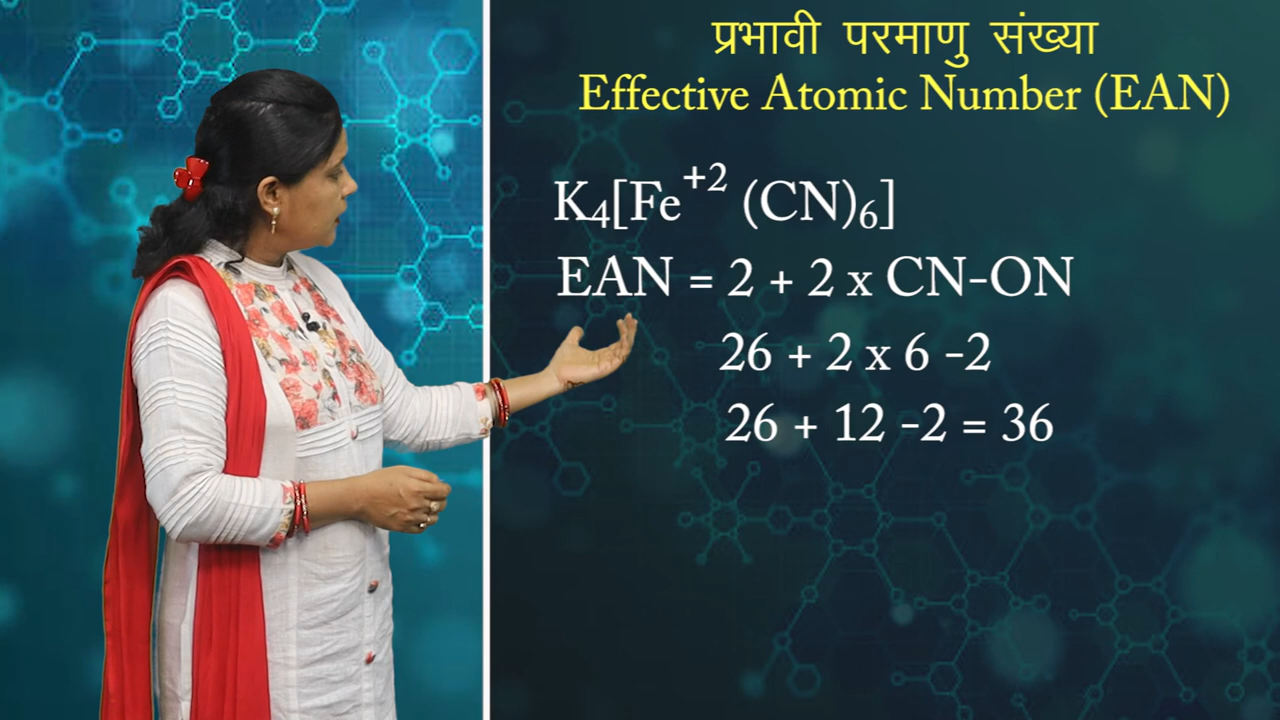 प्रभावी परमाणु संख्या
Effective Atomic Number (EAN)
K₄[Fe⁺² (CN)₆]
EAN = 2 + 2 x CN-ON
26 + 2 x 6 -2
26 + 12 -2 = 36